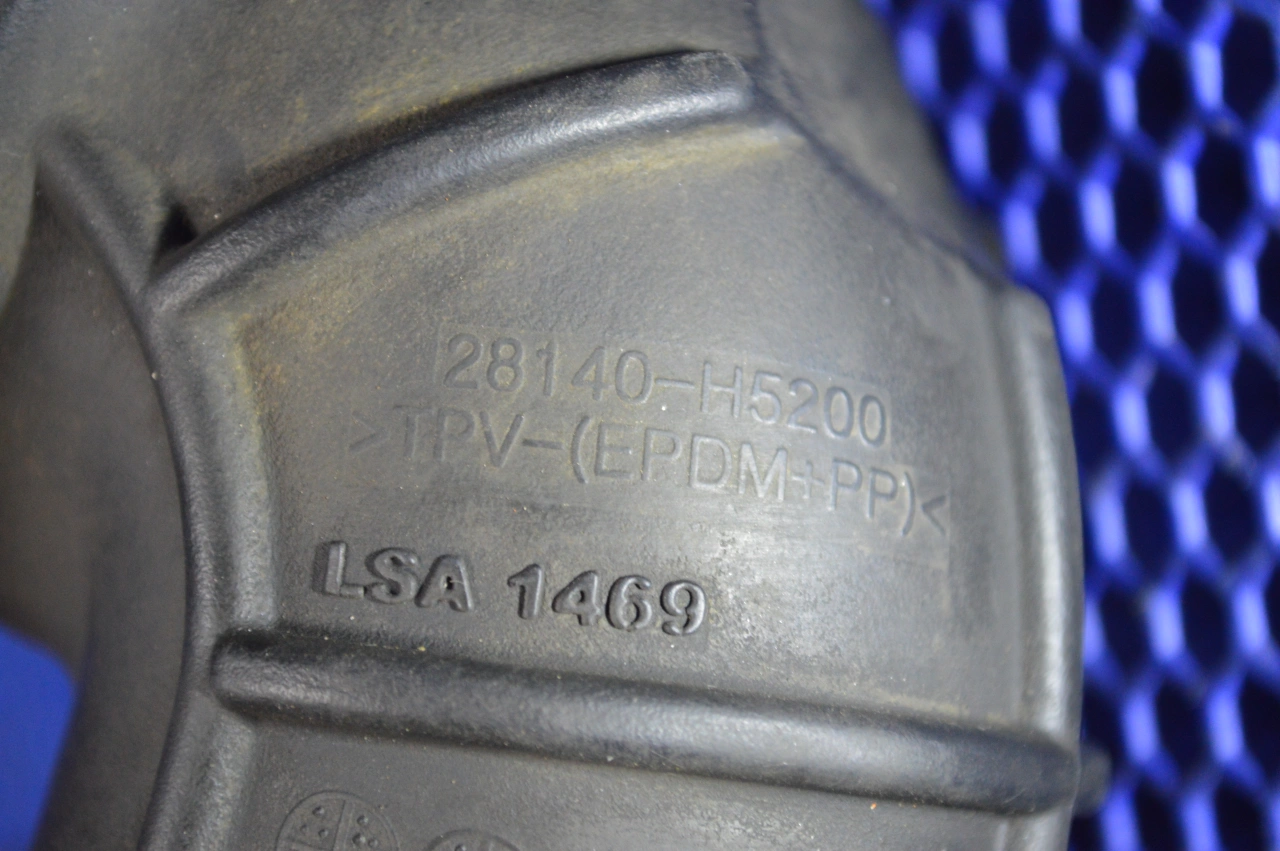 28140-H5200
>TPV-(EPDM+PP)<
LSA 1469